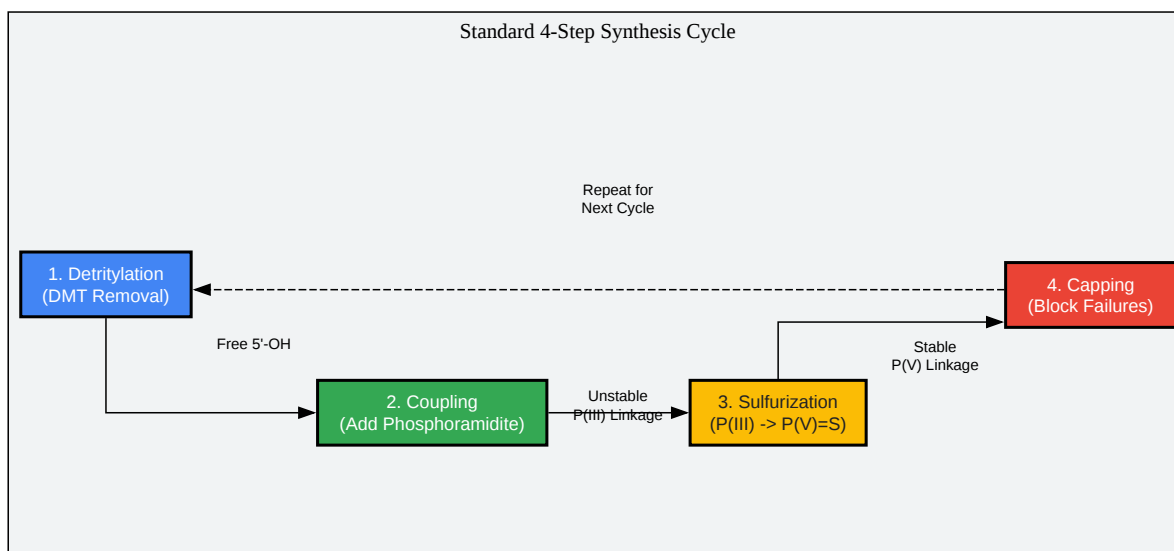 Standard 4-Step Synthesis Cycle
Repeat for
Next Cycle
1. Detritylation
(DMT Removal)
4. Capping
(Block Failures)
Free 5'-OH
Stable
P(V) Linkage
2. Coupling
(Add Phosphoramidite)
Unstable
P(III) Linkage
3. Sulfurization
(P(III) -> P(V)=S)